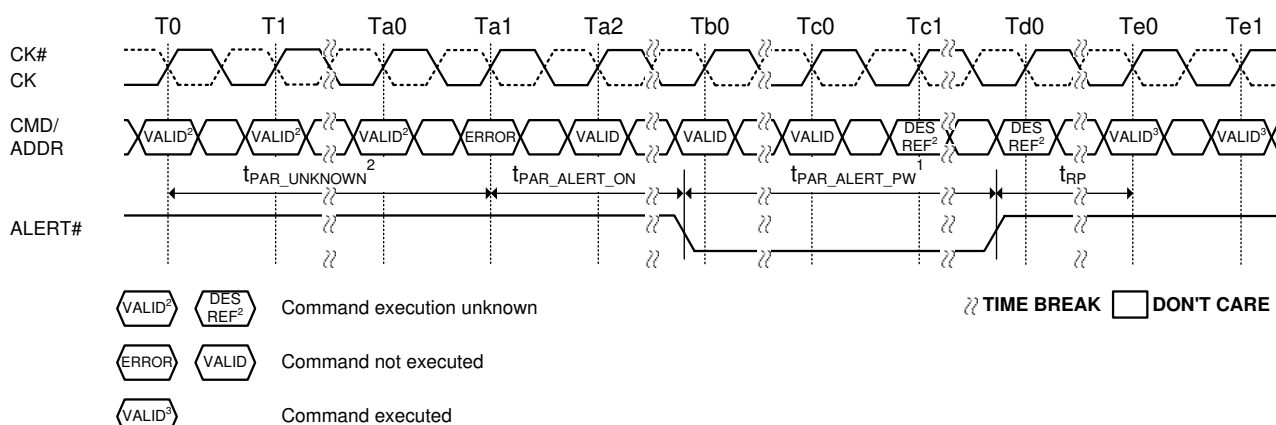 T0 T1 Ta0 Ta1 Ta2 Tb0 Tc0 Tc1 Td0 Te0 Te1
CK#
CK
CMD/
ADDR
VALID² VALID² VALID² ERROR VALID VALID VALID DES REF² DES REF² VALID³ VALID³
tPAR_UNKNOWN² tPAR_ALERT_ON tPAR_ALERT_PW¹ tRP
ALERT#
VALID² DES REF² Command execution unknown
TIME BREAK DON'T CARE
ERROR VALID Command not executed
VALID³ Command executed